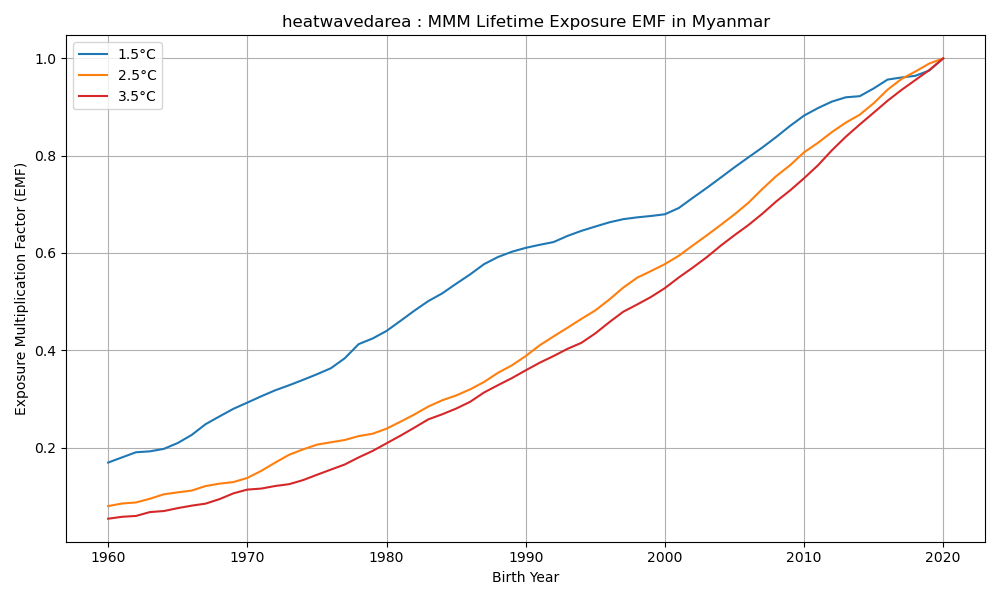 heatwavedarea : MMM Lifetime Exposure EMF in Myanmar
1.5°C
2.5°C
3.5°C
Exposure Multiplication Factor (EMF)
1.0
0.8
0.6
0.4
0.2
1960 1970 1980 1990 2000 2010 2020
Birth Year